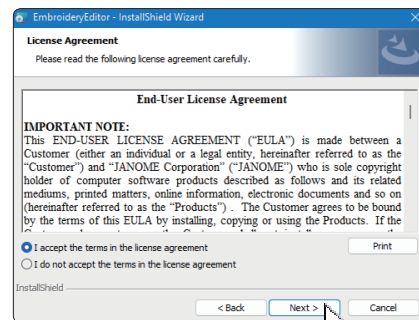 EmbroideryEditor - InstallShield Wizard
License Agreement
Please read the following license agreement carefully.
End-User License Agreement
IMPORTANT NOTE:
This END-USER LICENSE AGREEMENT (“EULA”) is made between a
Customer (either an individual or a legal entity, hereinafter referred to as the
“Customer”) and “JANOME Corporation” (“JANOME”) who is sole copyright
holder of computer software products described as follows and its related
mediums, printed matters, online information, electronic documents and so on
(hereinafter referred to as the “Products”) . The Customer agrees to be bound
by the terms of this EULA by installing, copying or using the Products. If the
I accept the terms in the license agreement
Print
I do not accept the terms in the license agreement
InstallShield
< Back
Next >
Cancel